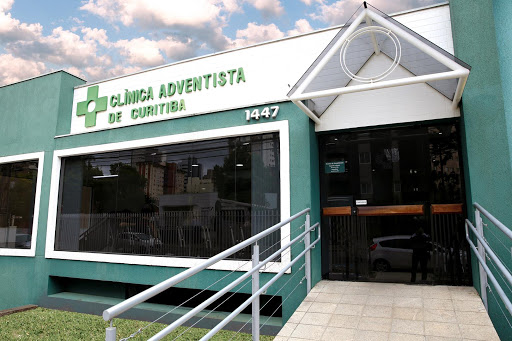 CLÍNICA ADVENTISTA
DE CURITIBA
1447